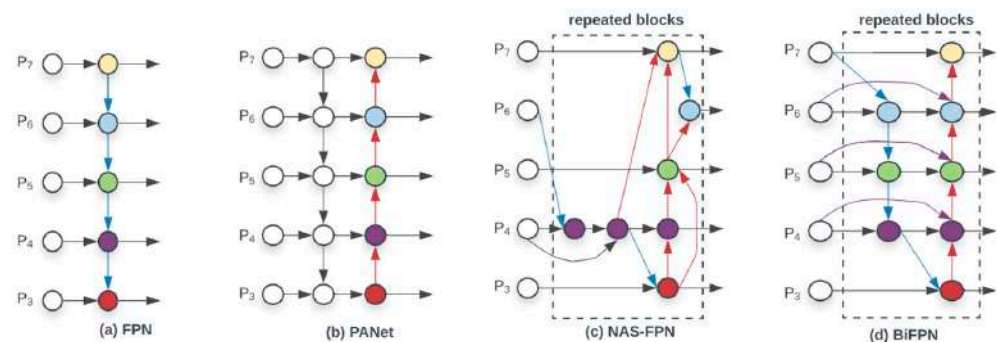 repeated blocks
repeated blocks
P7
P6
P5
P4
P3
(a) FPN
P7
P6
P5
P4
P3
(b) PANet
P7
P6
P5
P4
P3
(c) NAS-FPN
P7
P6
P5
P4
P3
(d) BiFPN